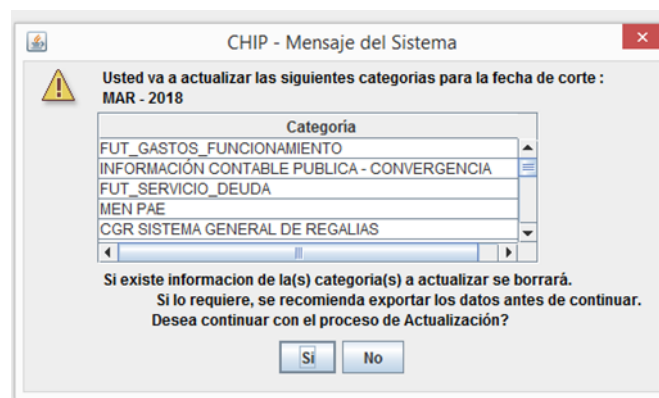 CHIP - Mensaje del Sistema
Usted va a actualizar las siguientes categorias para la fecha de corte :
MAR - 2018
Categoría
FUT_GASTOS_FUNCIONAMIENTO
INFORMACIÓN CONTABLE PUBLICA - CONVERGENCIA
FUT_SERVICIO_DEUDA
MEN PAE
CGR SISTEMA GENERAL DE REGALIAS
Si existe informacion de la(s) categoria(s) a actualizar se borrará.
Si lo requiere, se recomienda exportar los datos antes de continuar.
Desea continuar con el proceso de Actualización?
Si No